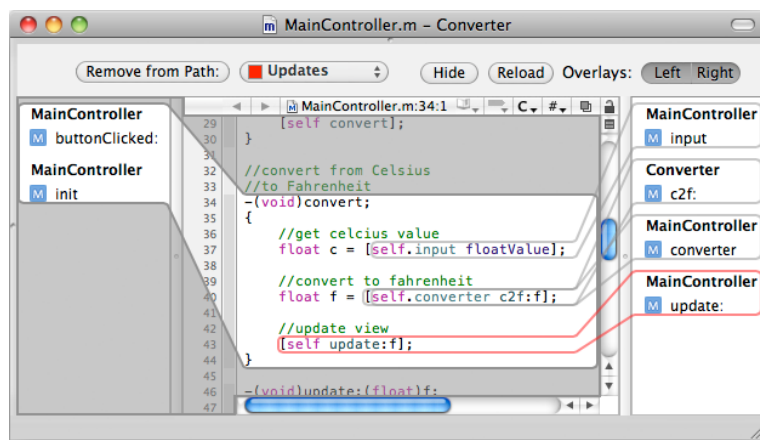 MainController.m – Converter
Remove from Path: Updates Hide Reload Overlays: Left Right
MainController
M buttonClicked:
MainController
M init
MainController.m:34:1 C #
29 [self convert];
30 }
31
32 //convert from Celsius
33 //to Fahrenheit
34 -(void)convert;
35 {
36 //get celcius value
37 float c = [self.input floatValue];
38
39 //convert to fahrenheit
40 float f = [self.converter c2f:f];
41
42 //update view
43 [self update:f];
44 }
45
46 -(void)update:(float)f;
47
MainController
M input
Converter
M c2f:
MainController
M converter
MainController
M update: